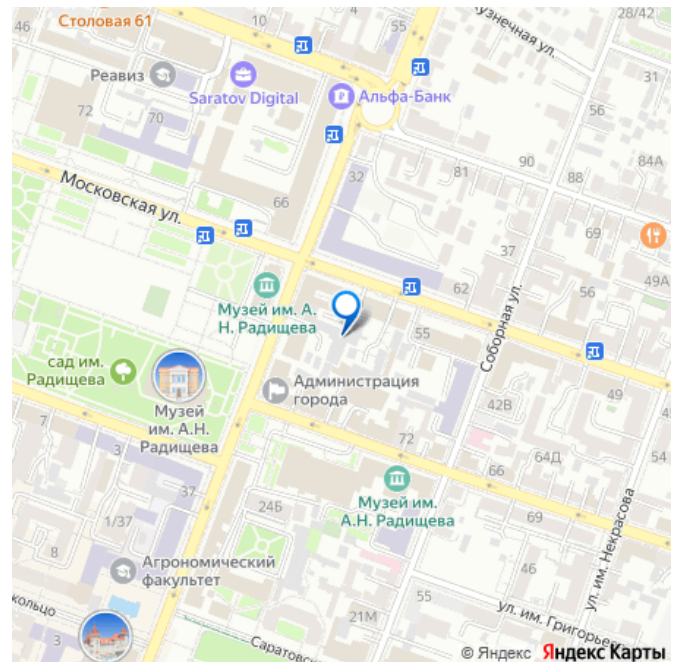 Столовая 61
46
10
4
55
узнечная ул.
28/42
31
Реавиз
Saratov Digital
Альфа-Банк
72
70
56
90
84А
81
88
32
Московская ул.
66
69
37
62
56
49А
Музей им. А.
Н. Радищева
Соборная ул.
55
сад им.
Радищева
Администрация
города
49
Музей
им. А.Н.
Радищева
42В
7
72
3
64Д
54
66
37
Музей им.
А.Н. Радищева
24Б
69
1/37
8
Агрономический
факультет
46
ул. им. Некрасова
кольцо
55
21М
ул. им. Григорьев
3
Саратовс
© Яндекс Яндекс Карты